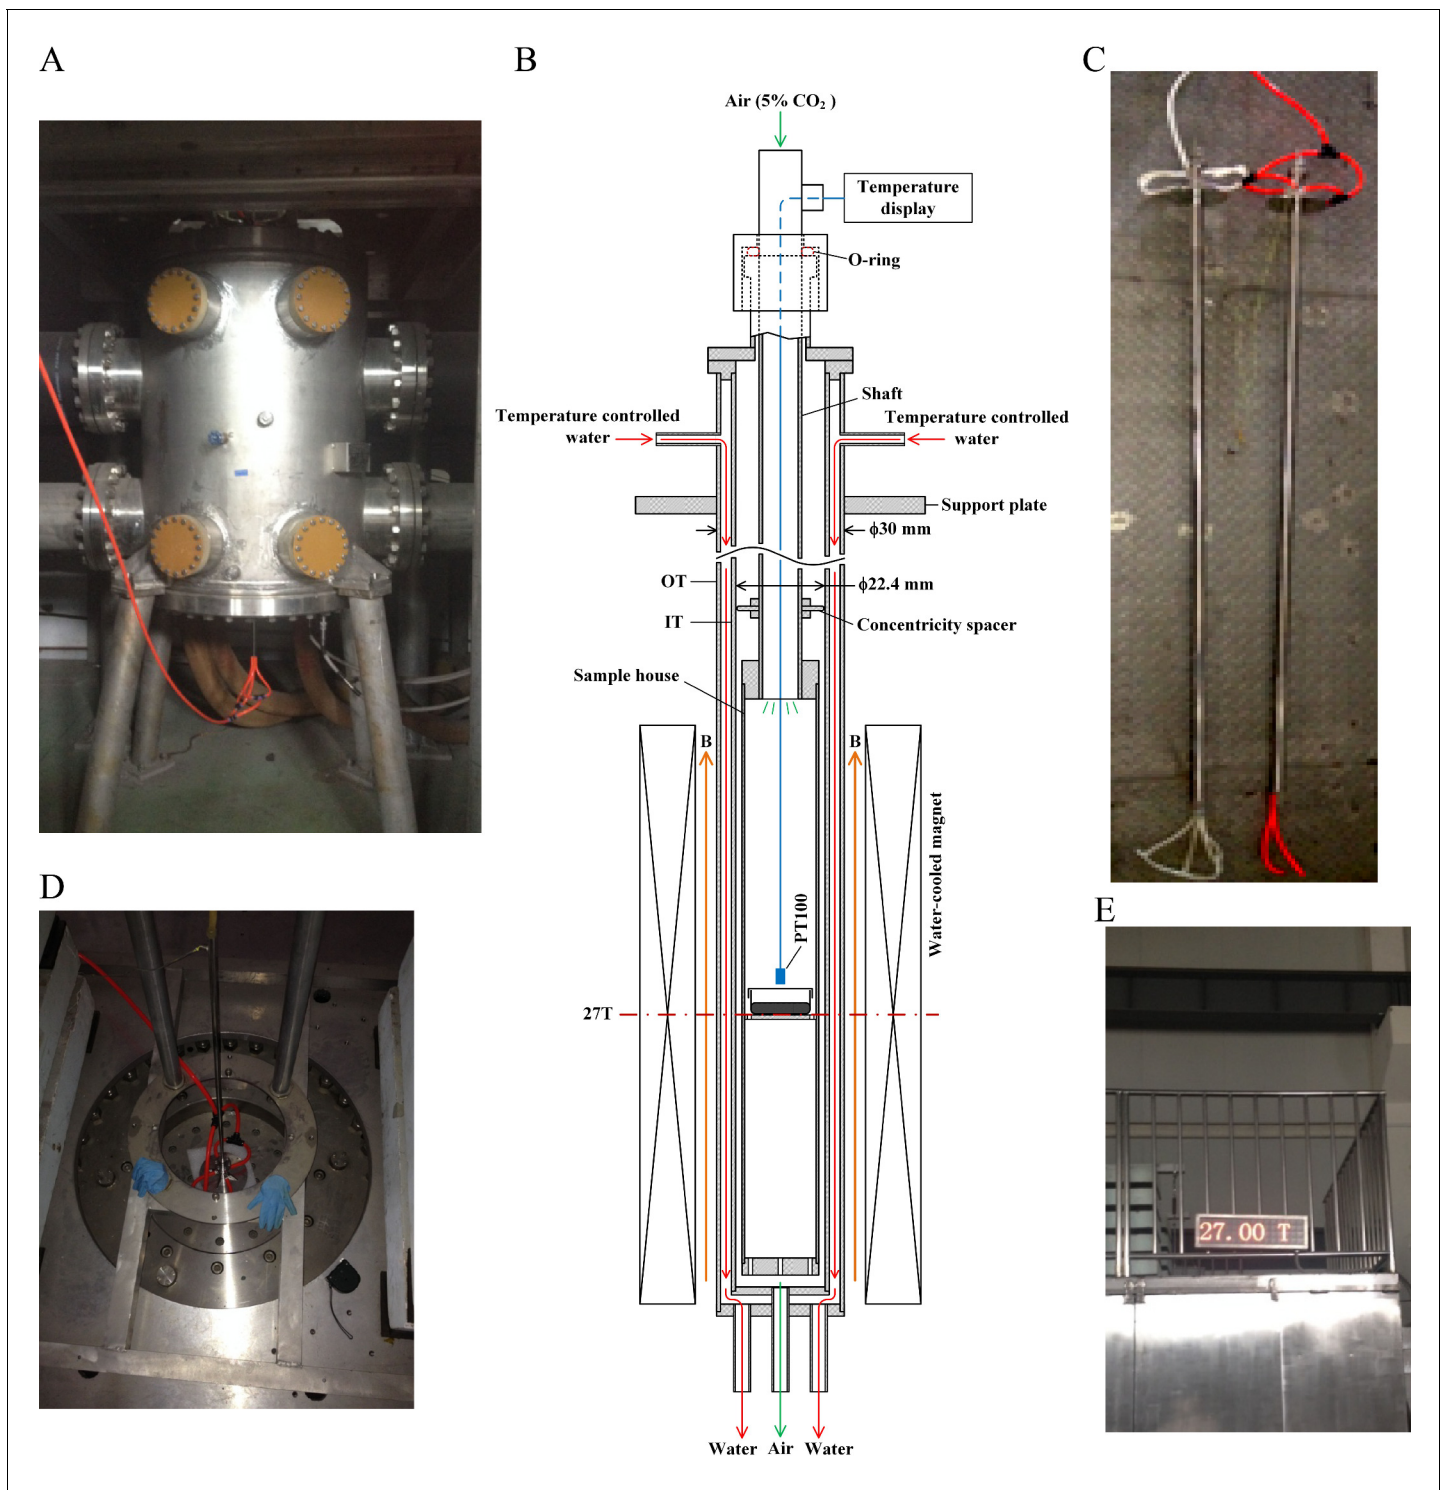 A
B
C
Air (5% CO₂ )
Temperature
display
O-ring
Shaft
Temperature controlled
water
Temperature controlled
water
Support plate
ϕ30 mm
OT
ϕ22.4 mm
IT
Concentricity spacer
Sample house
B
B
Water-cooled magnet
PT100
27T
D
E
27.00 T
Water
Air
Water